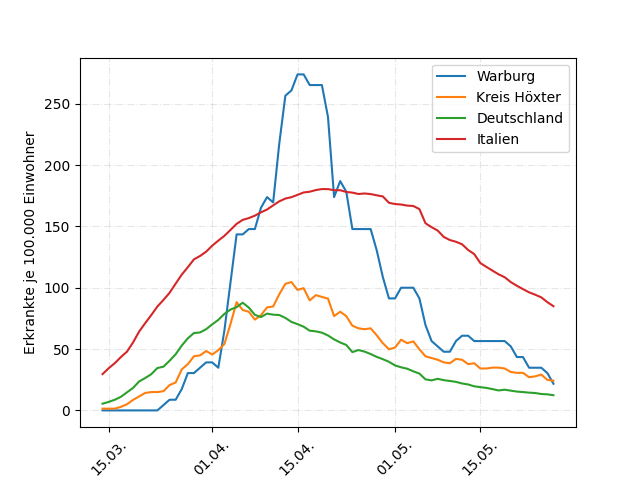 Warburg
Kreis Höxter
Deutschland
Italien
Erkrankte je 100.000 Einwohner
250
200
150
100
50
0
15.03.
01.04.
15.04.
01.05.
15.05.